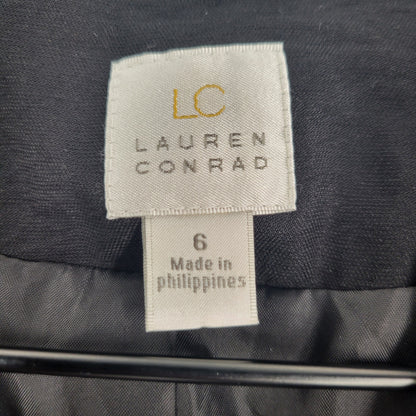 LC
LAUREN
CONRAD
6
Made in
philippines